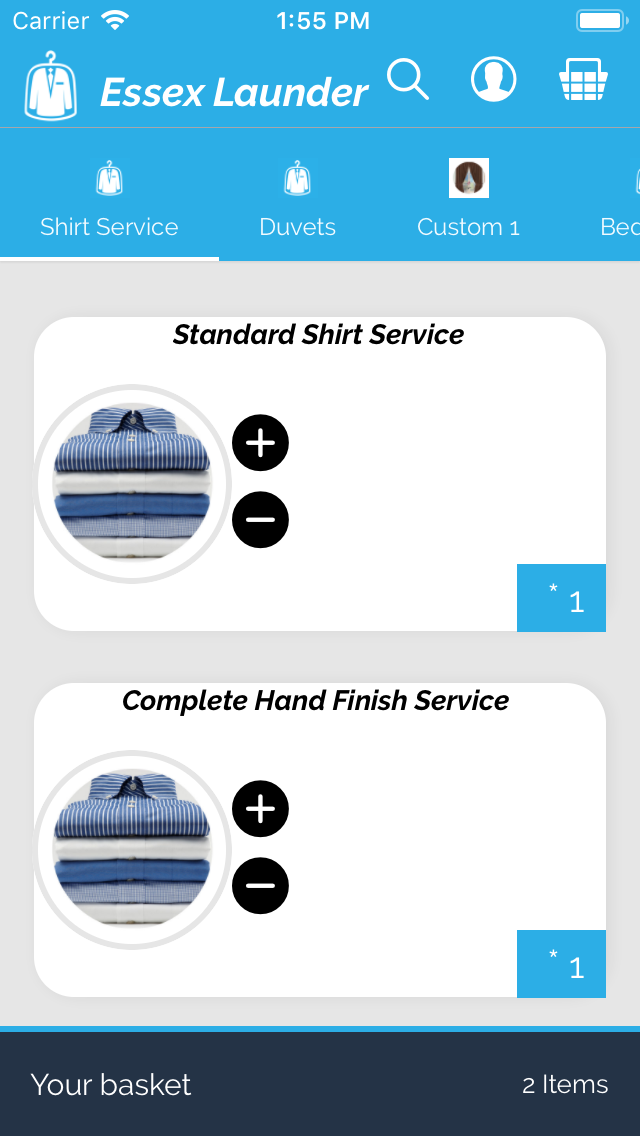 Carrier 1:55 PM
Essex Launder
Shirt Service Duvets Custom 1 Bec
Standard Shirt Service
* 1
Complete Hand Finish Service
* 1
Your basket 2 Items